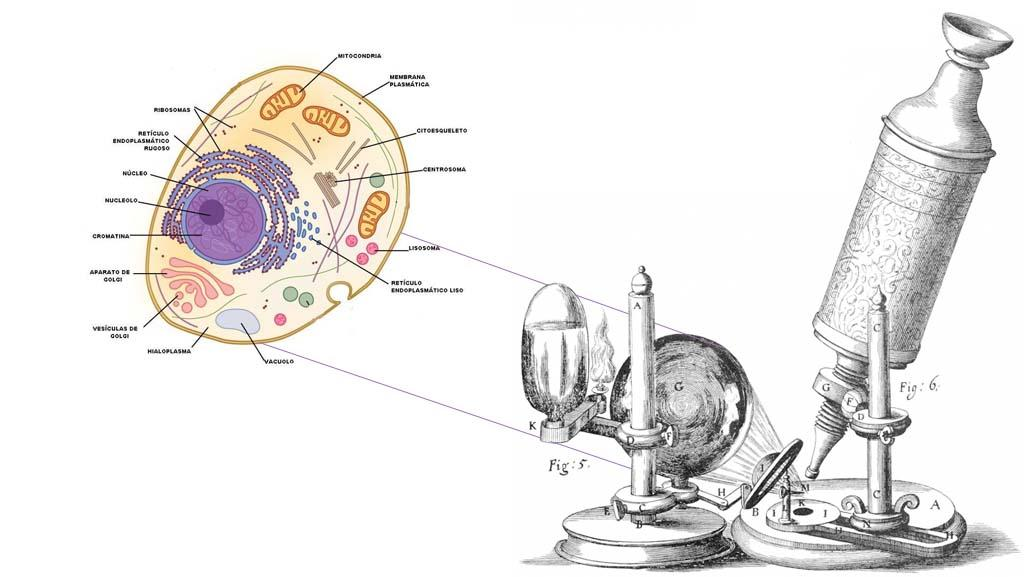 MITOCONDRIA
MEMBRANA
PLASMÁTICA
RIBOSOMAS
RETÍCULO
ENDOPLASMÁTICO
RUGOSO
CITOESQUELETO
CENTROSOMA
NÚCLEO
NUCLEOLO
CROMATINA
APARATO DE
GOLGI
LISOSOMA
RETÍCULO
ENDOPLASMÁTICO LISO
VESÍCULAS DE
GOLGI
HIALOPLASMA
VACUOLO
A
G
K
D
F
Fig: 5.
E
C
B
H
I
B
M
K
I
I
C
G
F
D
Fig: 6.
C
A
H
H